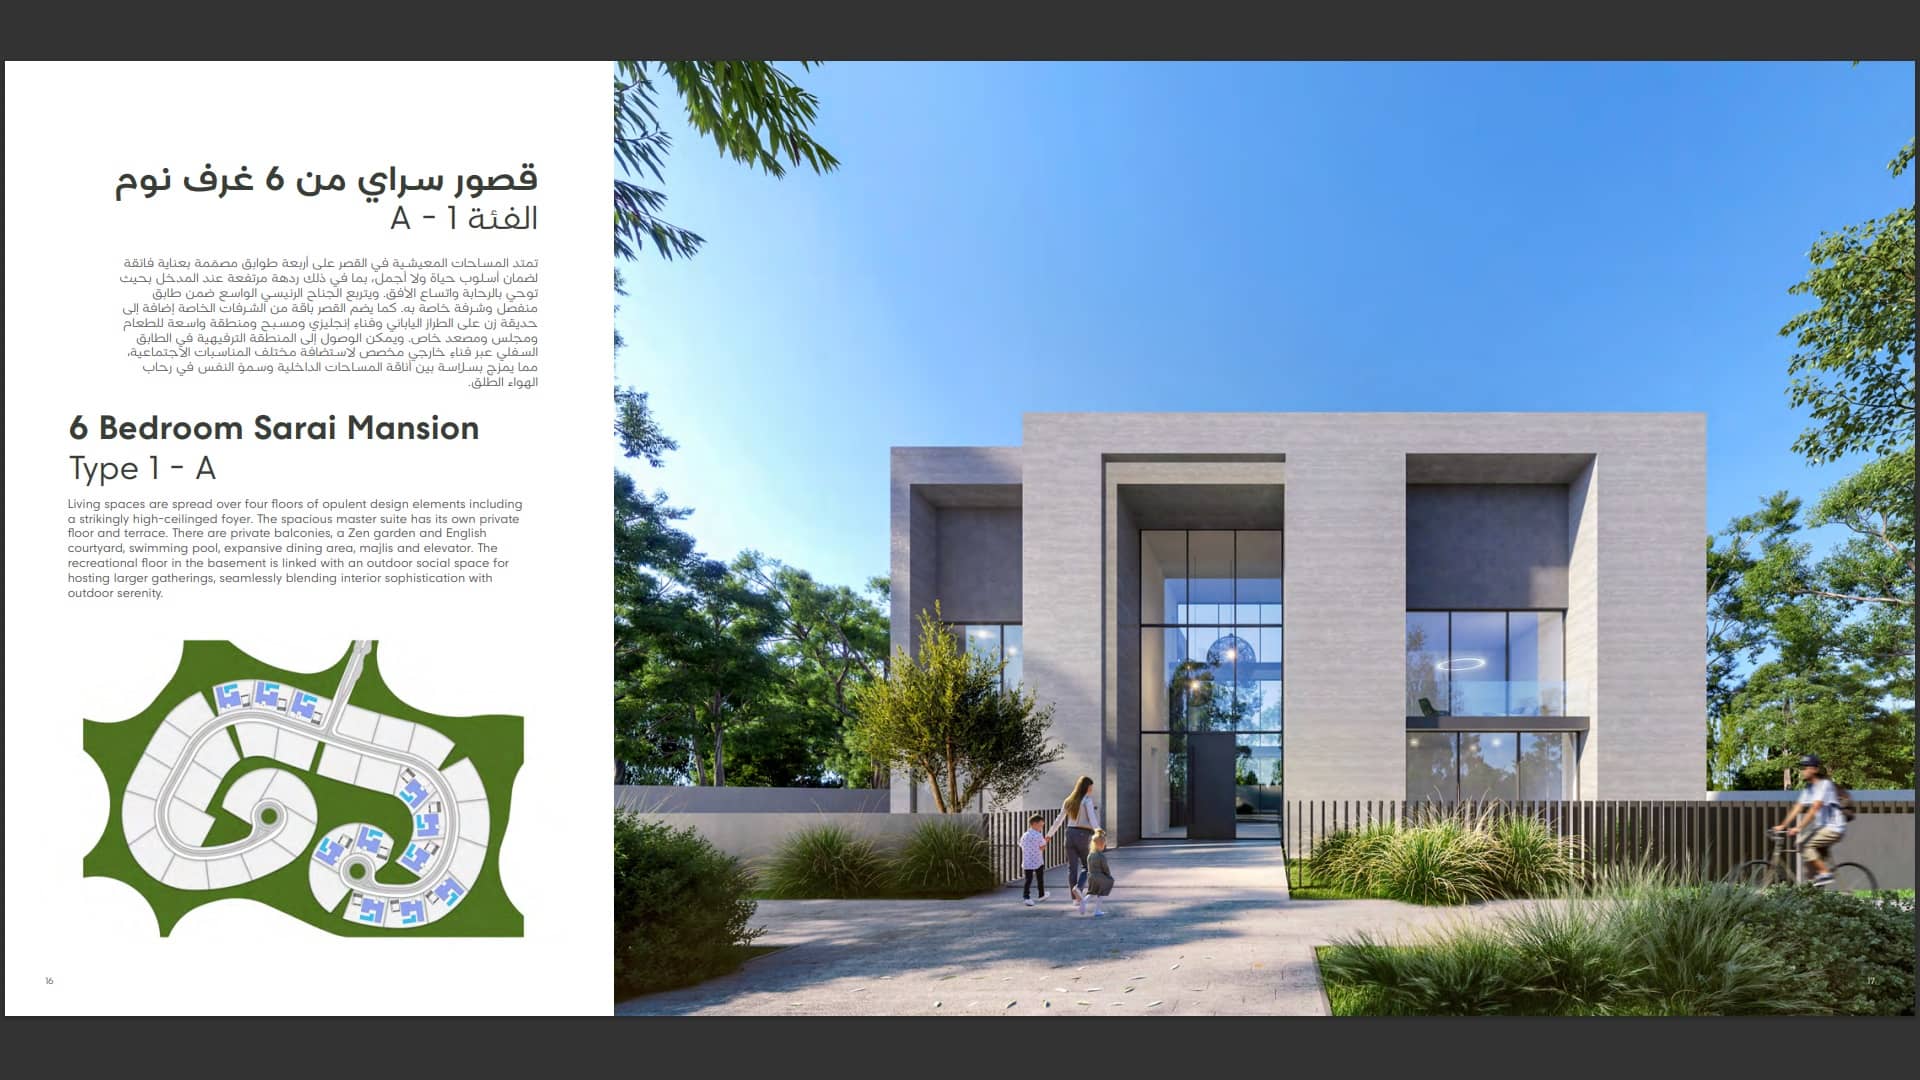 قصور سراي من 6 غرف نوم
الفئة 1 - A
تمتد المساحات المعيشية في القصر على أربعة طوابق مصمّمة بعناية فائقة
لضمان أسلوب حياة ولا أجمل، بما في ذلك ردهة مرتفعة عند المدخل بحيث
توحي بالرحابة واتساع الأفق. ويتربع الجناح الرئيسي الواسع ضمن طابق
منفصل وشرفة خاصة به. كما يضم القصر باقة من الشرفات الخاصة إضافة إلى
حديقة زن على الطراز الياباني وفناء إنجليزي ومسبح ومنطقة واسعة للطعام
ومجلس ومصعد خاص. ويمكن الوصول إلى المنطقة الترفيهية في الطابق
السفلي عبر فناء خارجي مخصص لاستضافة مختلف المناسبات الاجتماعية،
مما يمزج بسلاسة بين أناقة المساحات الداخلية وسموّ النفس في رحاب
الهواء الطلق.
6 Bedroom Sarai Mansion
Type 1 - A
Living spaces are spread over four floors of opulent design elements including
a strikingly high-ceilinged foyer. The spacious master suite has its own private
floor and terrace. There are private balconies, a Zen garden and English
courtyard, swimming pool, expansive dining area, majlis and elevator. The
recreational floor in the basement is linked with an outdoor social space for
hosting larger gatherings, seamlessly blending interior sophistication with
outdoor serenity.
16
17